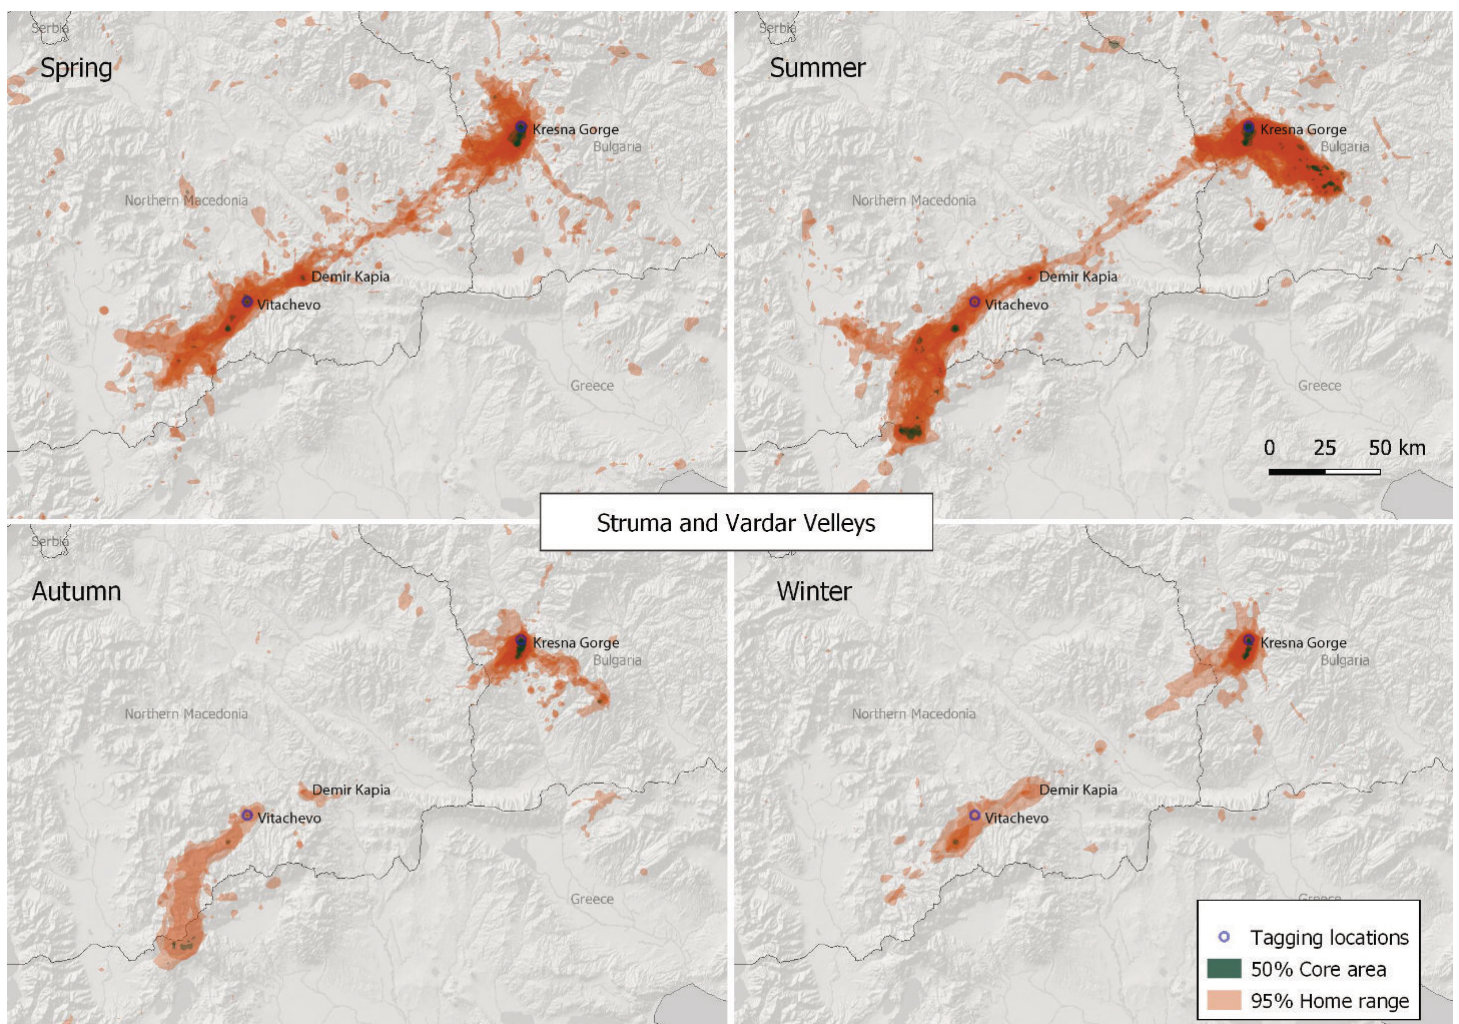 Serbia
Spring
Kresna Gorge
Bulgaria
Northern Macedonia
Demir Kapia
Vitachevo
Greece
Serbia
Summer
Kresna Gorge
Bulgaria
Northern Macedonia
Demir Kapia
Vitachevo
Greece
0 25 50 km
Struma and Vardar Velleys
Serbia
Autumn
Kresna Gorge
Bulgaria
Northern Macedonia
Demir Kapia
Vitachevo
Greece
Winter
Kresna Gorge
Bulgaria
Northern Macedonia
Demir Kapia
Vitachevo
Greece
Tagging locations
50% Core area
95% Home range